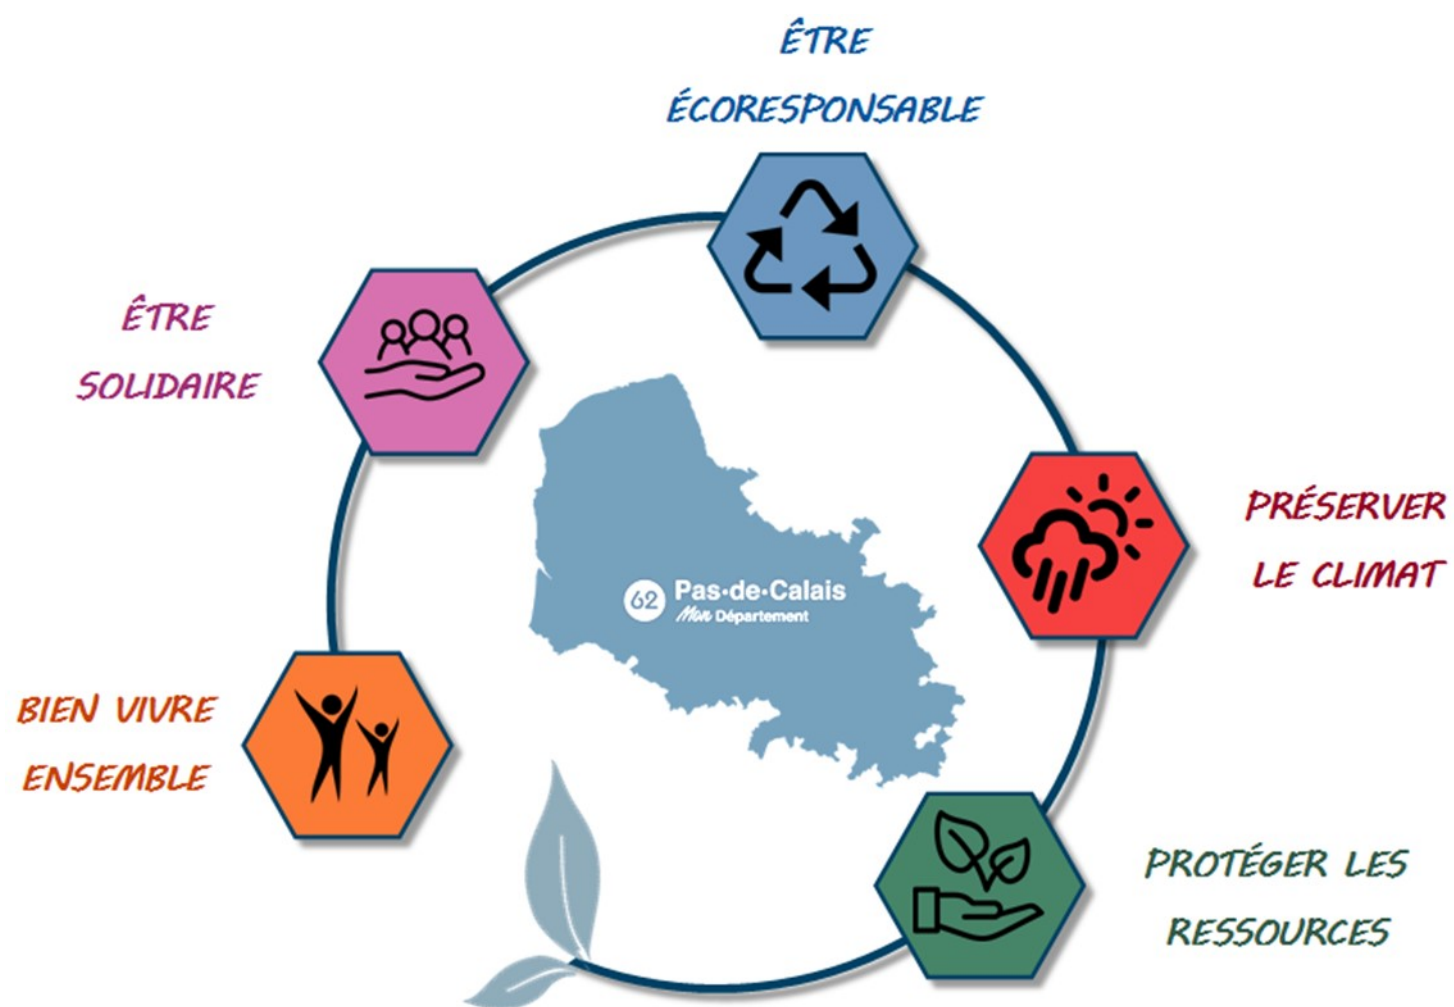 ÊTRE
ÉCORESPONSABLE
ÊTRE
SOLIDAIRE
PRÉSERVER
LE CLIMAT
62 Pas-de-Calais
Mon Département
BIEN VIVRE
ENSEMBLE
PROTÉGER LES
RESSOURCES